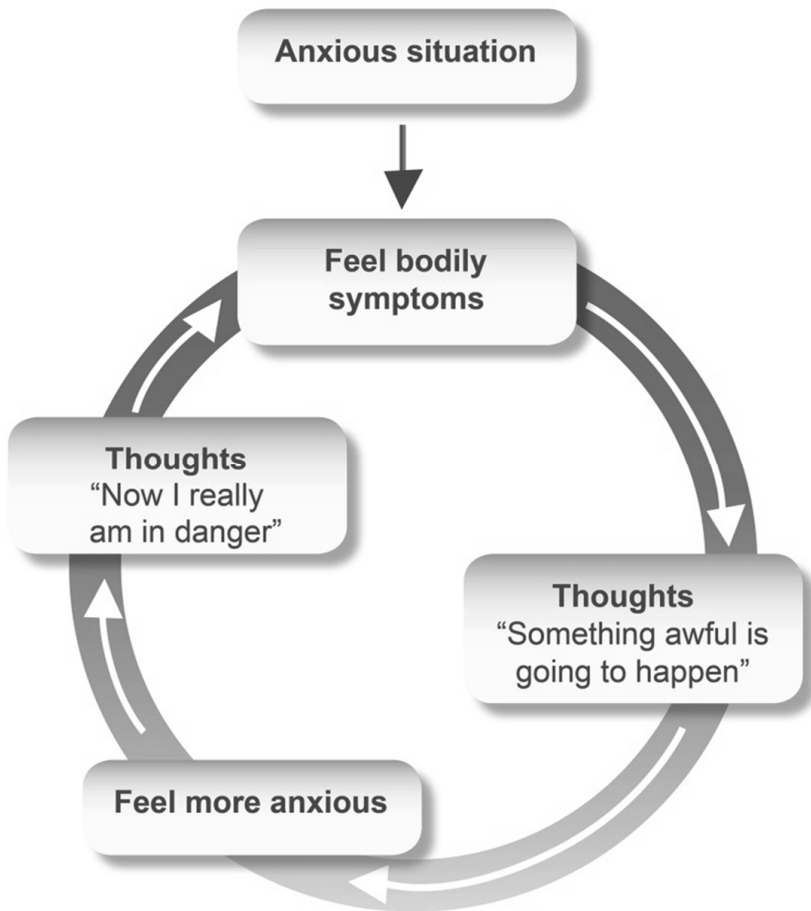 Anxious situation
Feel bodily
symptoms
Thoughts
“Something awful is
going to happen”
Feel more anxious
Thoughts
“Now I really
am in danger”